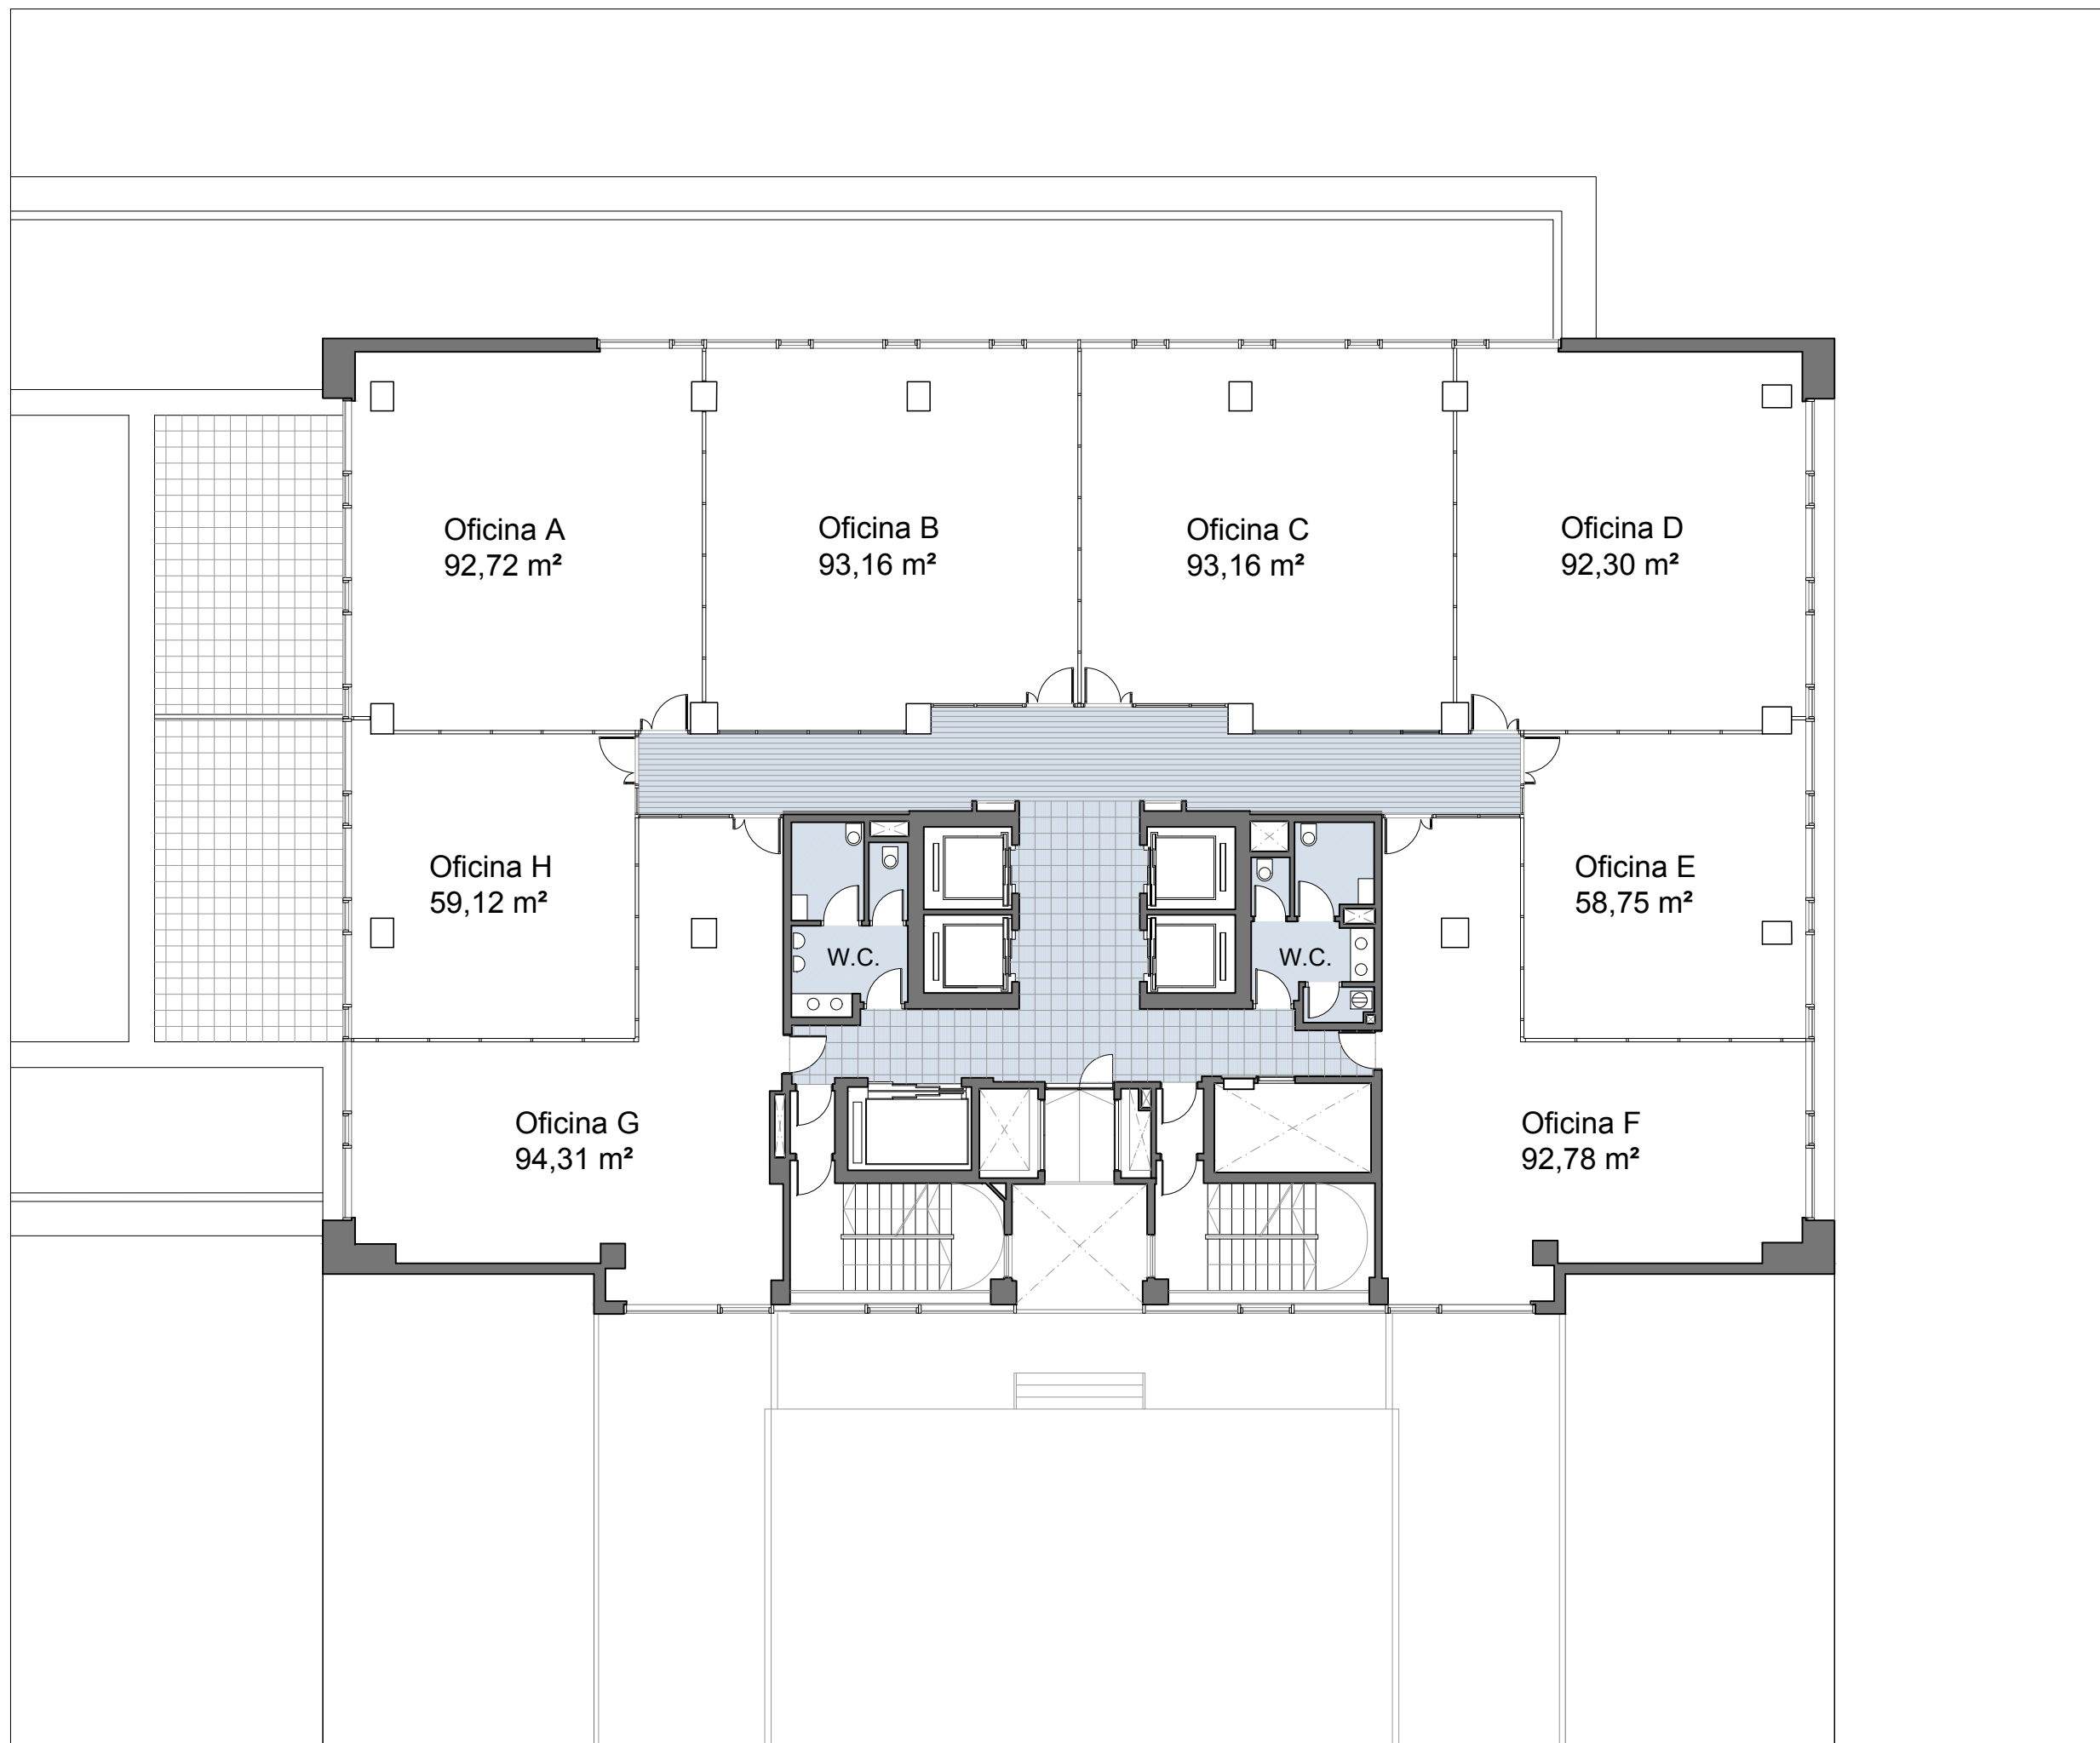 Oficina A
92,72 m²
Oficina B
93,16 m²
Oficina C
93,16 m²
Oficina D
92,30 m²
Oficina H
59,12 m²
Oficina E
58,75 m²
W.C.
W.C.
Oficina G
94,31 m²
Oficina F
92,78 m²